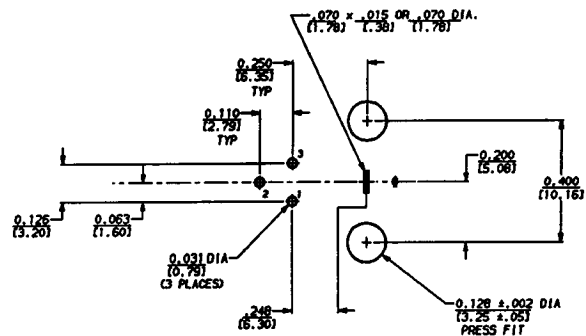 .070 x .015 OR .070 DIA.
[1.78] [.38] [1.78]
0.250
[6.35]
TYP
0.110
[2.79]
TYP
3
2
1
0.200
[5.08]
0.400
[10.16]
0.126
[3.20]
0.063
[1.60]
0.031 DIA
[0.79]
(3 PLACES)
.248
[6.30]
0.128 ±.002 DIA
[3.25 ±.05]
PRESS FIT